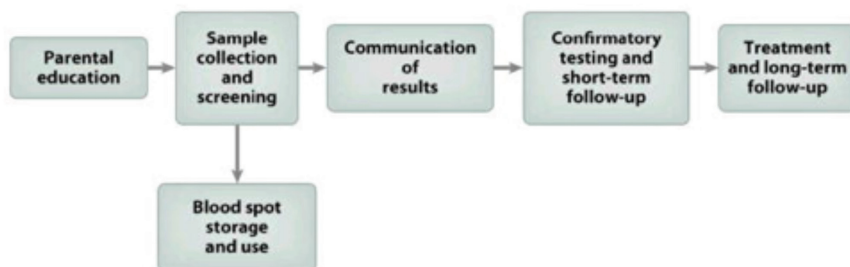 Parental
education
Sample
collection
and
screening
Communication
of
results
Confirmatory
testing and
short-term
follow-up
Treatment
and long-term
follow-up
Blood spot
storage
and use